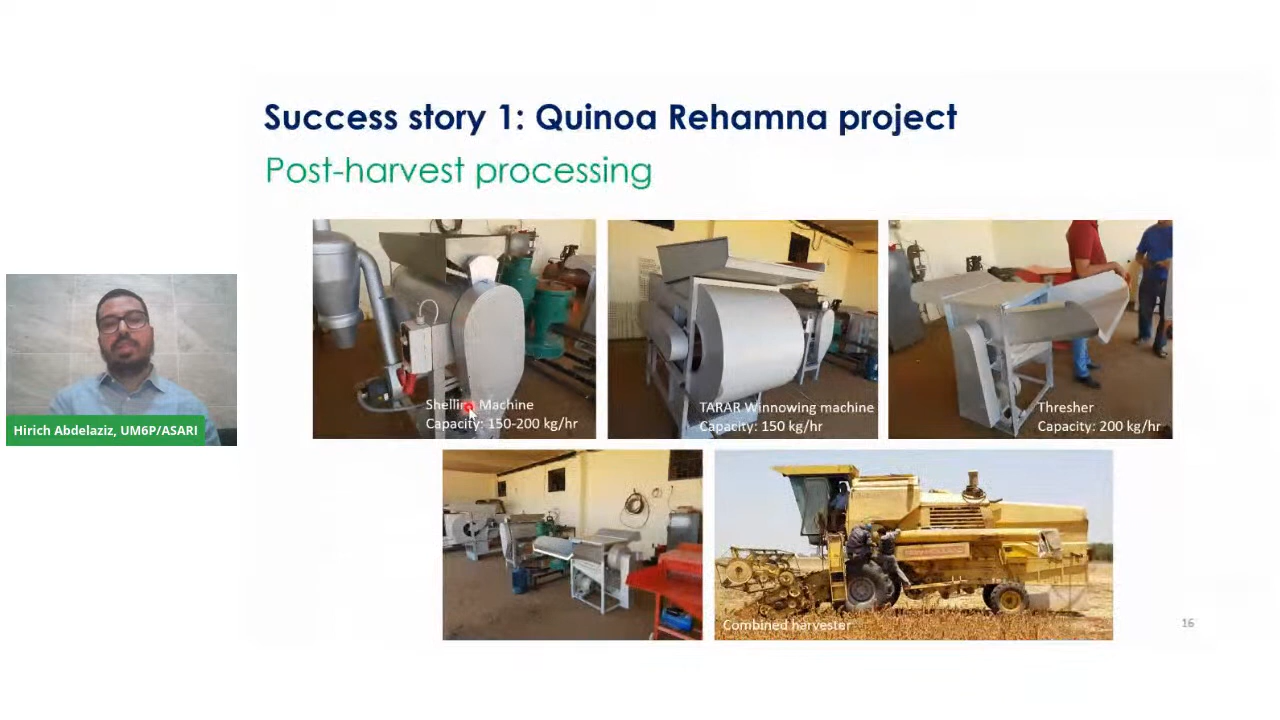 Success story 1: Quinoa Rehamna project
Post-harvest processing
Shelling Machine
Capacity: 150-200 kg/hr
TARAR Winnowing machine
Capacity: 150 kg/hr
Thresher
Capacity: 200 kg/hr
Hirich Abdelaziz, UM6P/ASARI
Combined harvester
16